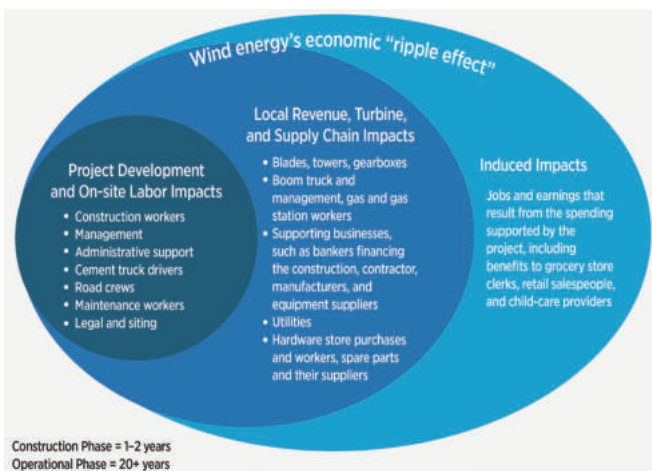 Wind energy's economic "ripple effect"
Project Development
and On-site Labor Impacts
• Construction workers
• Management
• Administrative support
• Cement truck drivers
• Road crews
• Maintenance workers
• Legal and siting
Local Revenue, Turbine,
and Supply Chain Impacts
• Blades, towers, gearboxes
• Boom truck and
management, gas and gas
station workers
• Supporting businesses,
such as bankers financing
the construction, contractor,
manufacturers, and
equipment suppliers
• Utilities
• Hardware store purchases
and workers, spare parts
and their suppliers
Induced Impacts
Jobs and earnings that
result from the spending
supported by the
project, including
benefits to grocery store
clerks, retail salespeople,
and child-care providers
Construction Phase = 1–2 years
Operational Phase = 20+ years